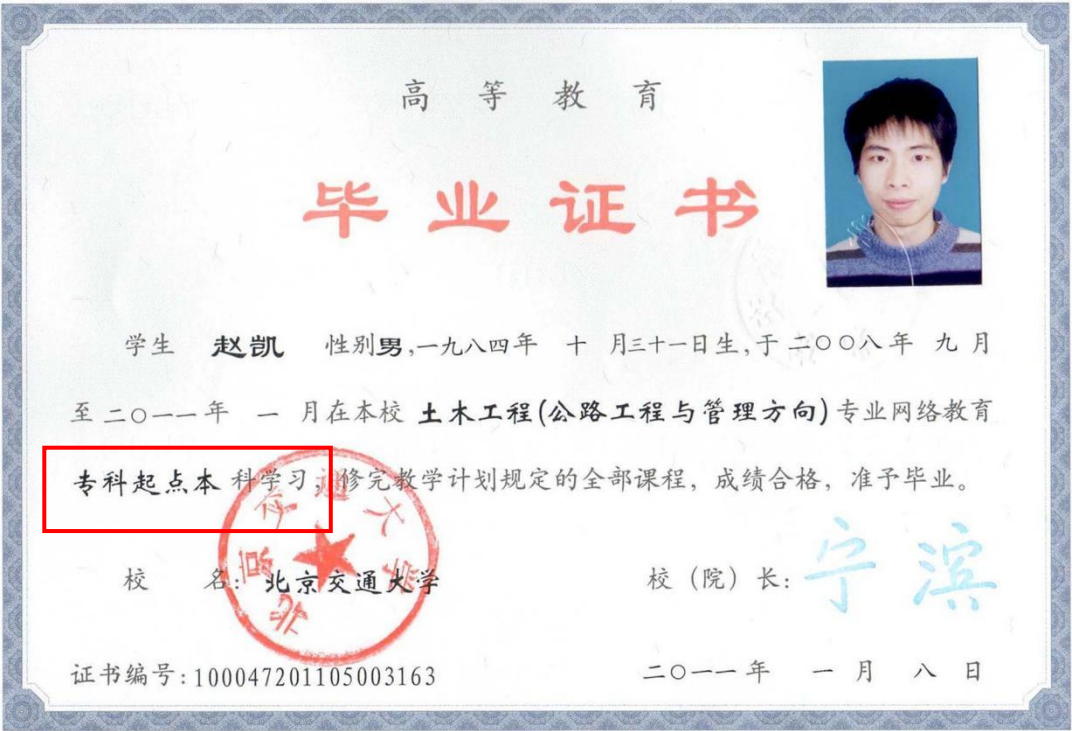 高等教育
毕业证书
学生 赵凯 性别男,一九八四年 十 月三十一日生,于二〇〇八年 九月
至二〇一一年 一 月在本校 土木工程(公路工程与管理方向)专业网络教育
专科起点本 科学习,修完教学计划规定的全部课程,成绩合格,准予毕业。
北京交通大学
校 名: 北京交通大学 校(院)长: 宁滨
证书编号:100047201105003163 二〇一一年 一 月 八 日